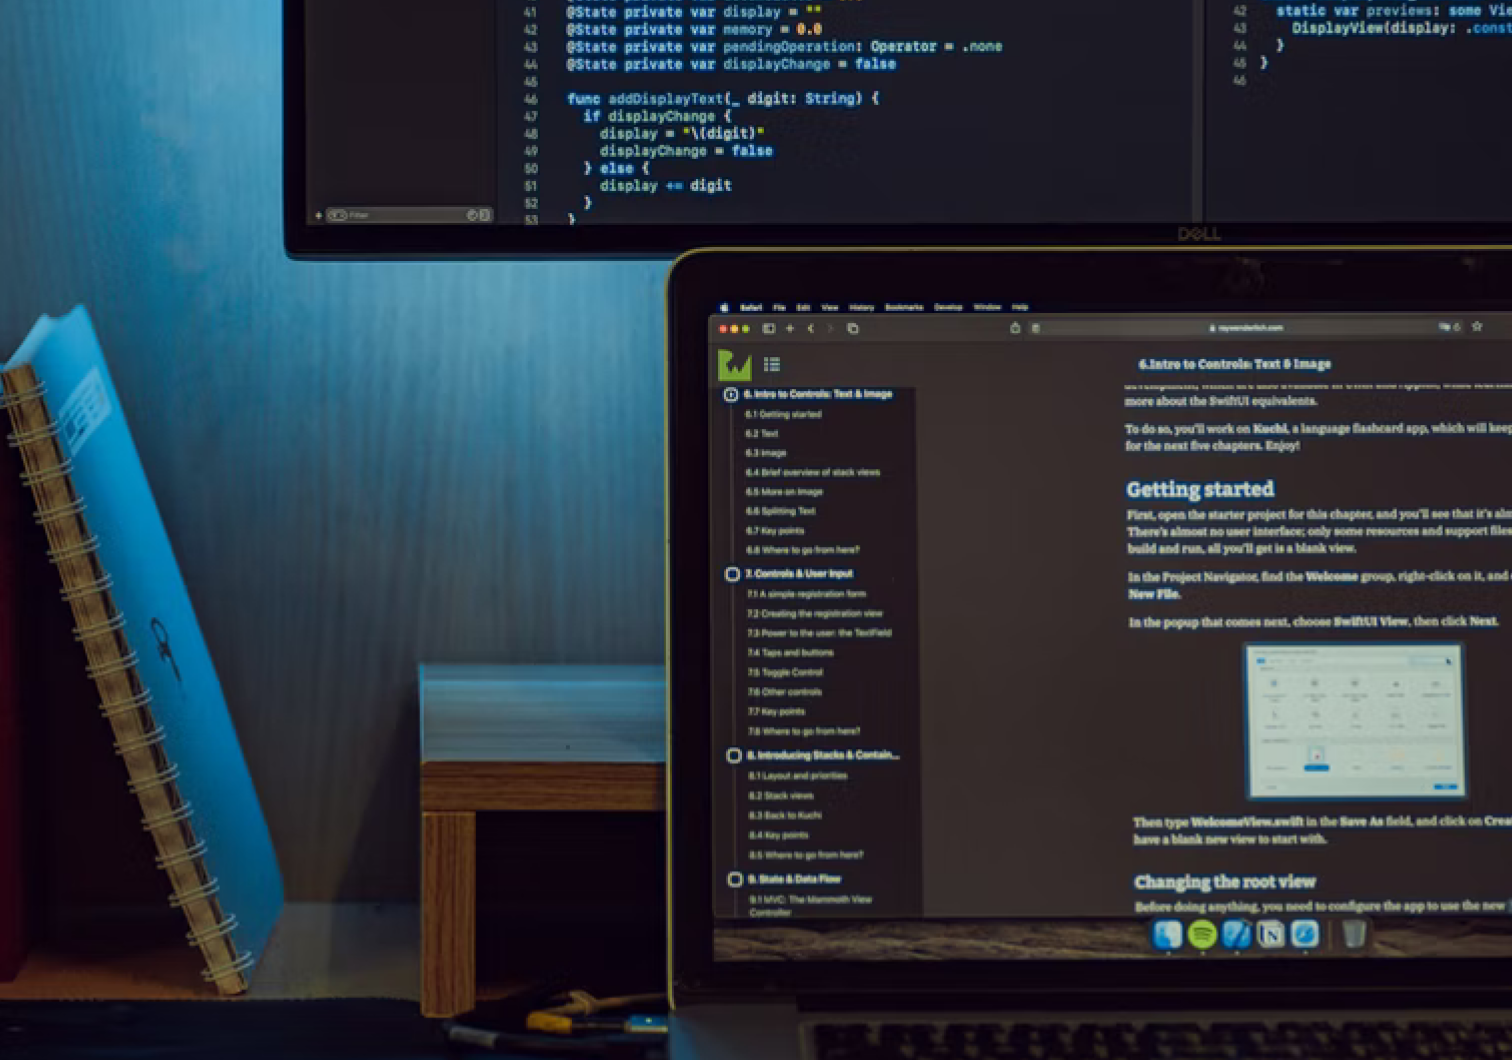 41 @State private var display = ""
42 @State private var memory = 0.0
43 @State private var pendingOperation: Operator = .none
44 @State private var displayChange = false
45
46 func addDisplayText(_ digit: String) {
47 if displayChange {
48 display = "\(digit)"
49 displayChange = false
50 } else {
51 display += digit
52 }
53 }
Filter
42 static var previews: some Vie
43 DisplayView(display: .const
44 }
45 }
46
DELL
Safari File Edit View History Bookmarks Develop Window Help
raywenderlich.com
6.Intro to Controls: Text & Image
6. Intro to Controls: Text & Image
6.1 Getting started
6.2 Text
6.3 Image
6.4 Brief overview of stack views
6.5 More on Image
6.6 Splitting Text
6.7 Key points
6.8 Where to go from here?
7. Controls & User Input
7.1 A simple registration form
7.2 Creating the registration view
7.3 Power to the user: the TextField
7.4 Taps and buttons
7.5 Toggle Control
7.6 Other controls
7.7 Key points
7.8 Where to go from here?
8. Introducing Stacks & Contain...
8.1 Layout and priorities
8.2 Stack views
8.3 Back to Kuchi
8.4 Key points
8.5 Where to go from here?
9. State & Data Flow
9.1 MVC: The Mammoth View
Controller
more about the SwiftUI equivalents.
To do so, you'll work on Kuchi, a language flashcard app, which will keep
for the next five chapters. Enjoy!
Getting started
First, open the starter project for this chapter, and you'll see that it's alm
There's almost no user interface; only some resources and support files
build and run, all you'll get is a blank view.
In the Project Navigator, find the Welcome group, right-click on it, and
New File.
In the popup that comes next, choose SwiftUI View, then click Next.
Then type WelcomeView.swift in the Save As field, and click on Crea
have a blank new view to start with.
Changing the root view
Before doing anything, you need to configure the app to use the new